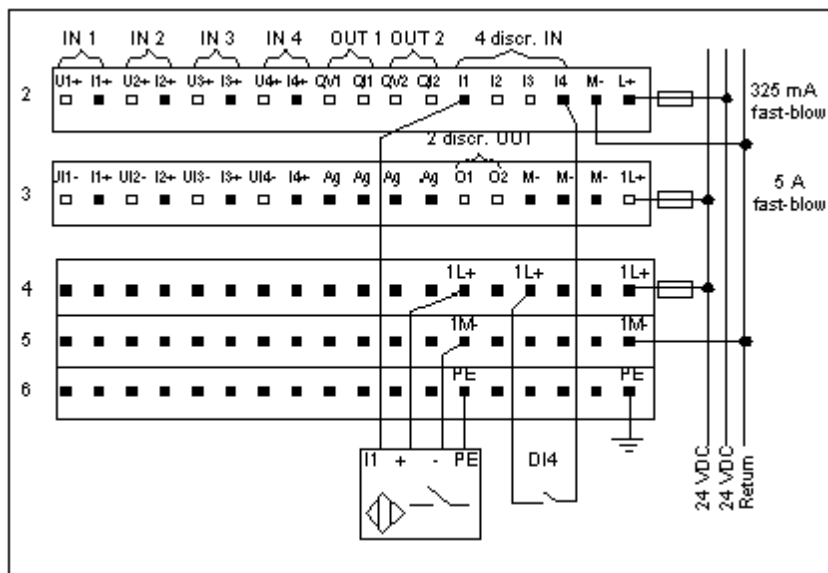 IN 1 IN 2 IN 3 IN 4 OUT 1 OUT 2 4 discr. IN
U1+ I1+ U2+ I2+ U3+ I3+ U4+ I4+ QV1 QI1 QV2 QI2 I1 I2 I3 I4 M- L+
2
325 mA
fast-blow
2 discr. OUT
UI1- I1+ UI2- I2+ UI3- I3+ UI4- I4+ Ag Ag Ag Ag O1 O2 M- M- M- 1L+
3
5 A
fast-blow
1L+ 1L+ 1L+
4
1M- 1M-
5
PE PE
6
I1 + - PE DI4
24 VDC
24 VDC
Return